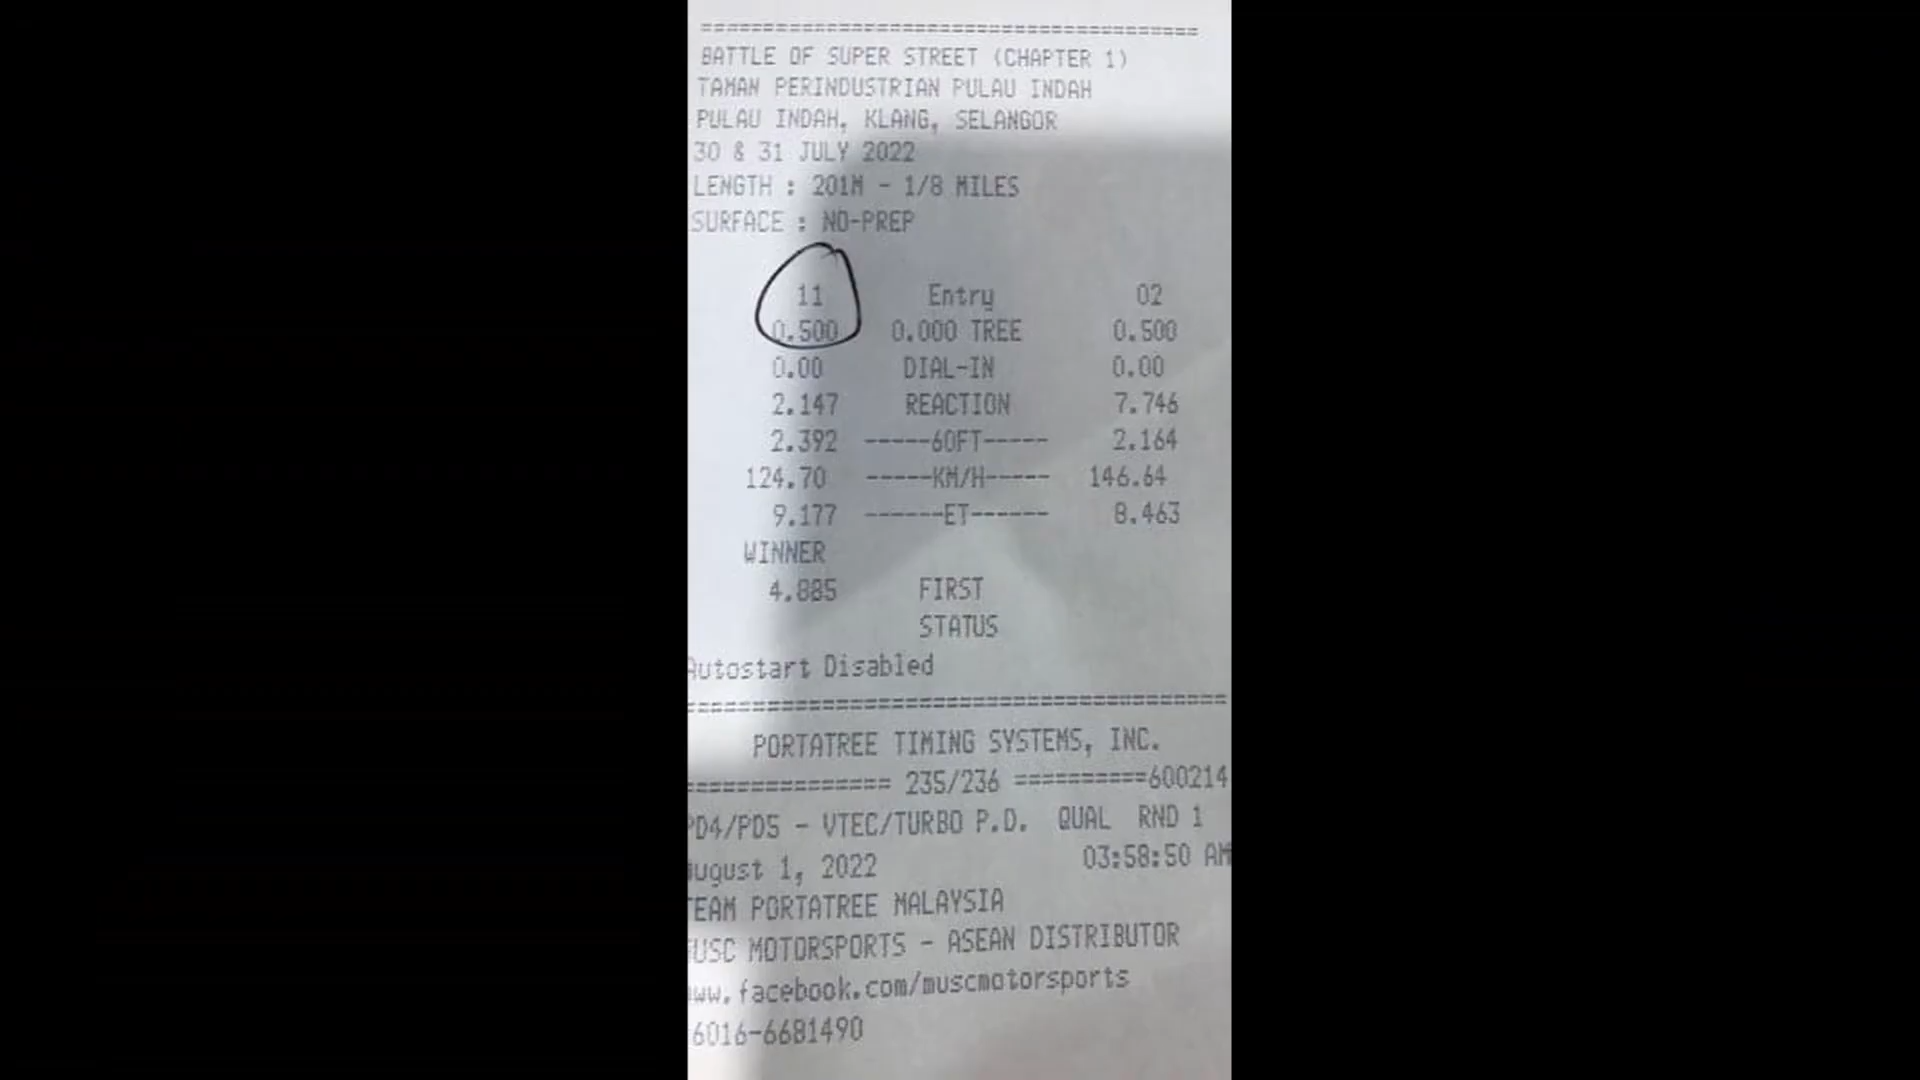 ======================================
BATTLE OF SUPER STREET (CHAPTER 1)
TAMAN PERINDUSTRIAN PULAU INDAH
PULAU INDAH, KLANG, SELANGOR
30 & 31 JULY 2022
LENGTH : 201M - 1/8 MILES
SURFACE : NO-PREP
11 Entry 02
0.500 0.000 TREE 0.500
0.00 DIAL-IN 0.00
2.147 REACTION 7.746
2.392 -----60FT----- 2.164
124.70 -----KM/H----- 146.64
9.177 ------ET------ 8.463
WINNER
4.885 FIRST
STATUS
Autostart Disabled
=========================================
PORTATREE TIMING SYSTEMS, INC.
=============== 235/236 ==========600214
PD4/PD5 - VTEC/TURBO P.D. QUAL RND 1
ugust 1, 2022 03:58:50 AM
TEAM PORTATREE MALAYSIA
MUSC MOTORSPORTS - ASEAN DISTRIBUTOR
ww.facebook.com/muscmotorsports
6016-6681490